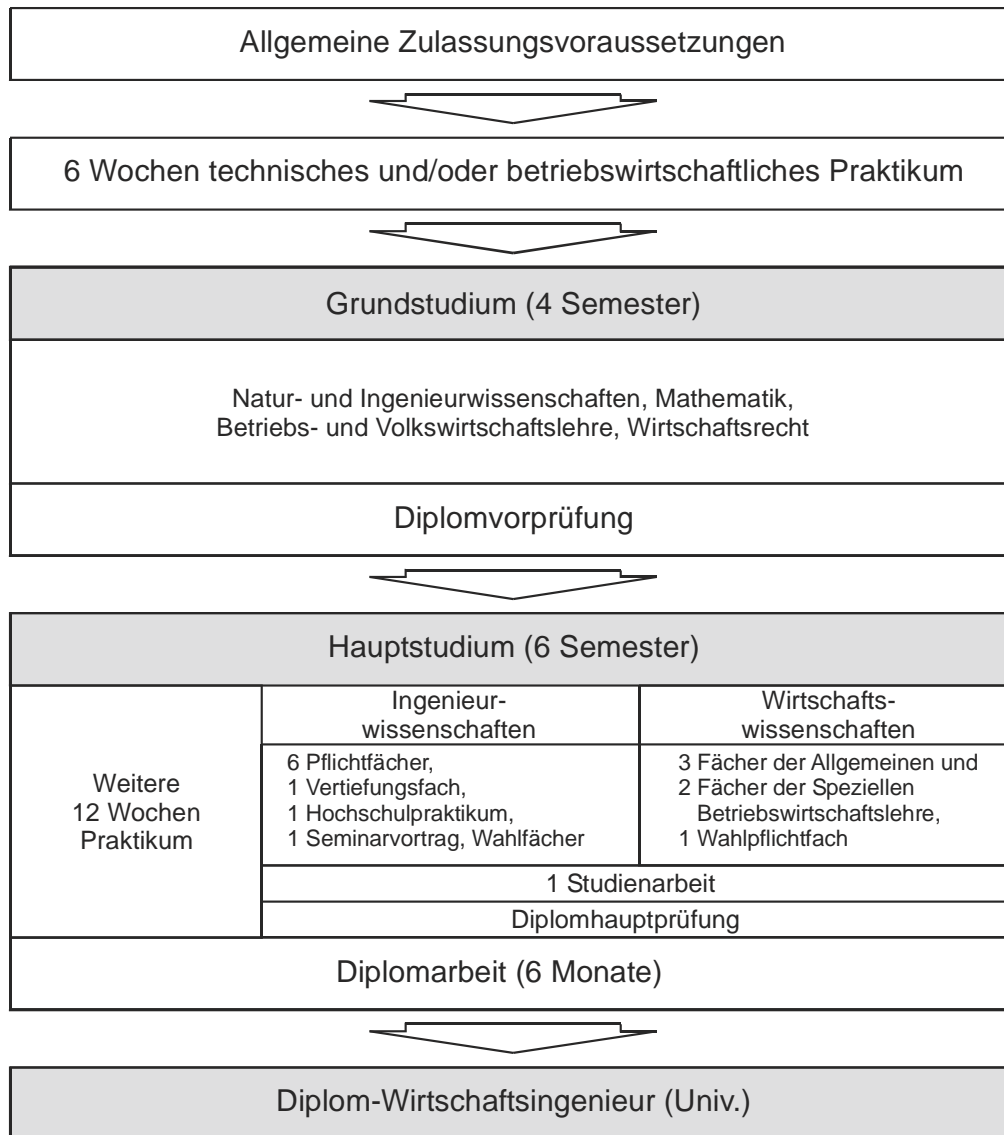 Allgemeine Zulassungsvoraussetzungen
6 Wochen technisches und/oder betriebswirtschaftliches Praktikum
Grundstudium (4 Semester)
Natur- und Ingenieurwissenschaften, Mathematik,
Betriebs- und Volkswirtschaftslehre, Wirtschaftsrecht
Diplomvorprüfung
Hauptstudium (6 Semester)
Weitere
12 Wochen
Praktikum
Ingenieur-
wissenschaften
6 Pflichtfächer,
1 Vertiefungsfach,
1 Hochschulpraktikum,
1 Seminarvortrag, Wahlfächer
Wirtschafts-
wissenschaften
3 Fächer der Allgemeinen und
2 Fächer der Speziellen
Betriebswirtschaftslehre,
1 Wahlpflichtfach
1 Studienarbeit
Diplomhauptprüfung
Diplomarbeit (6 Monate)
Diplom-Wirtschaftsingenieur (Univ.)